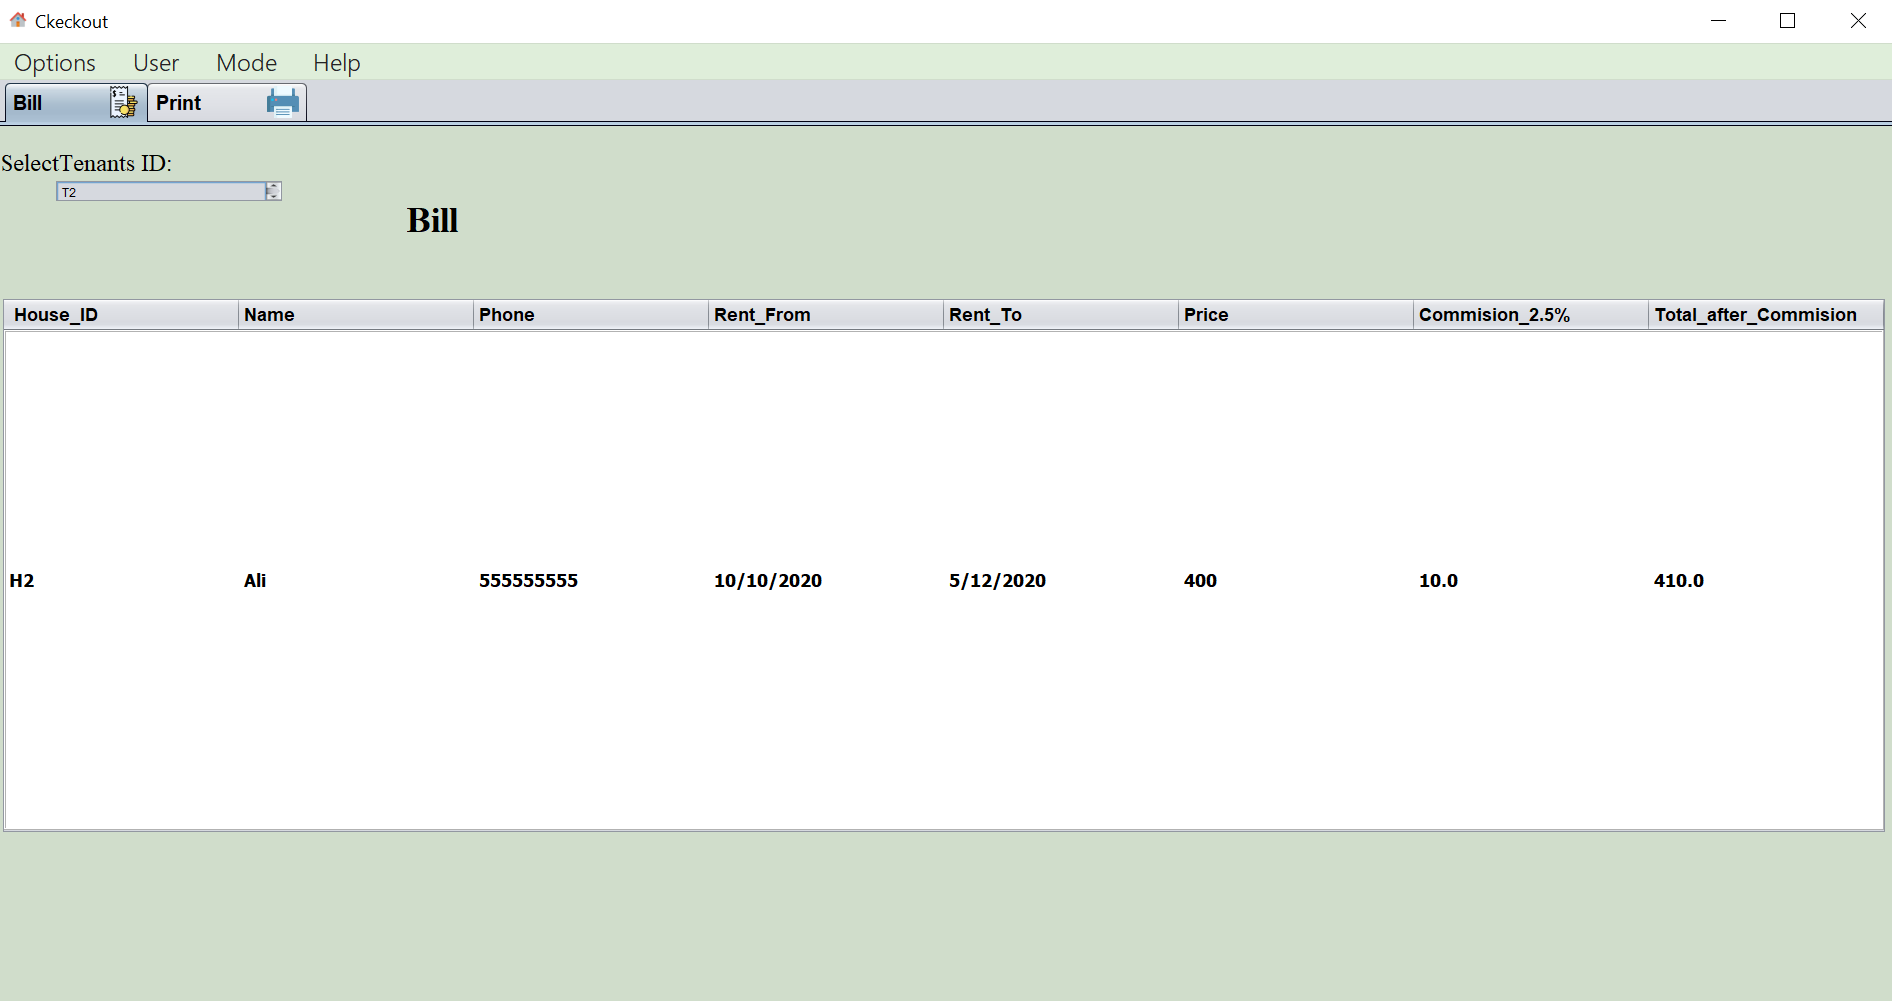 Ckeckout
Options User Mode Help
Bill Print
SelectTenants ID:
T2
Bill
House_ID Name Phone Rent_From Rent_To Price Commision_2.5% Total_after_Commision
H2 Ali 555555555 10/10/2020 5/12/2020 400 10.0 410.0